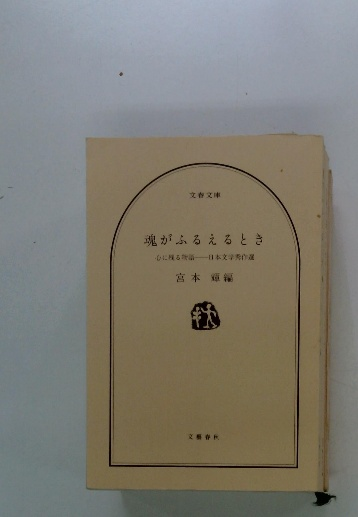 文春文庫
魂がふるえるとき
心に残る物語――日本文学秀作選
宮本 輝編
文藝春秋